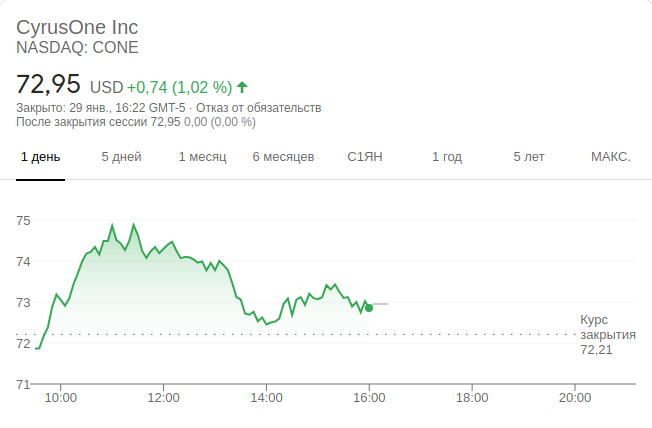 CyrusOne Inc
NASDAQ: CONE
72,95 USD +0,74 (1,02 %)
Закрыто: 29 янв., 16:22 GMT-5 · Отказ от обязательств
После закрытия сессии 72,95 0,00 (0,00 %)
1 день 5 дней 1 месяц 6 месяцев С1ЯН 1 год 5 лет МАКС.
75
74
73
Курс
закрытия
72,21
72
71
10:00 12:00 14:00 16:00 18:00 20:00